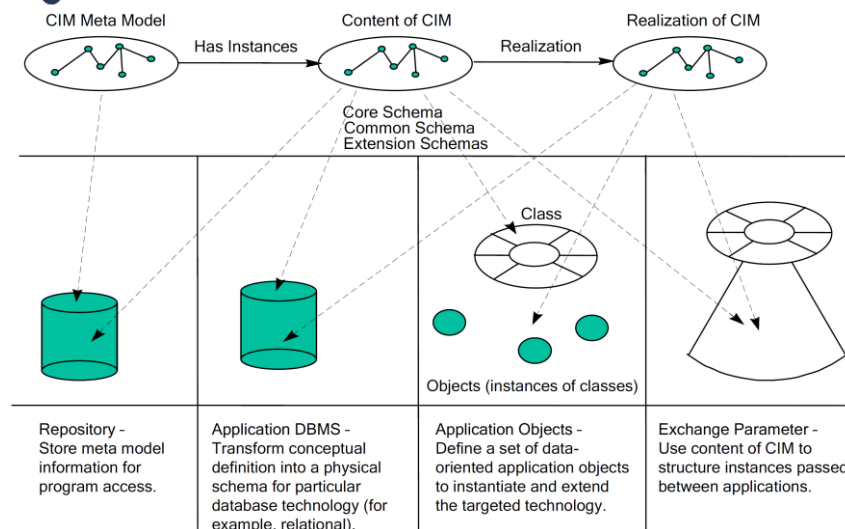 CIM Meta Model
Content of CIM
Realization of CIM
Has Instances
Realization
Core Schema
Common Schema
Extension Schemas
Class
Objects (instances of classes)
Repository -
Store meta model
information for
program access.
Application DBMS -
Transform conceptual
definition into a physical
schema for particular
database technology (for
example, relational).
Application Objects -
Define a set of data-
oriented application objects
to instantiate and extend
the targeted technology.
Exchange Parameter -
Use content of CIM to
structure instances passed
between applications.